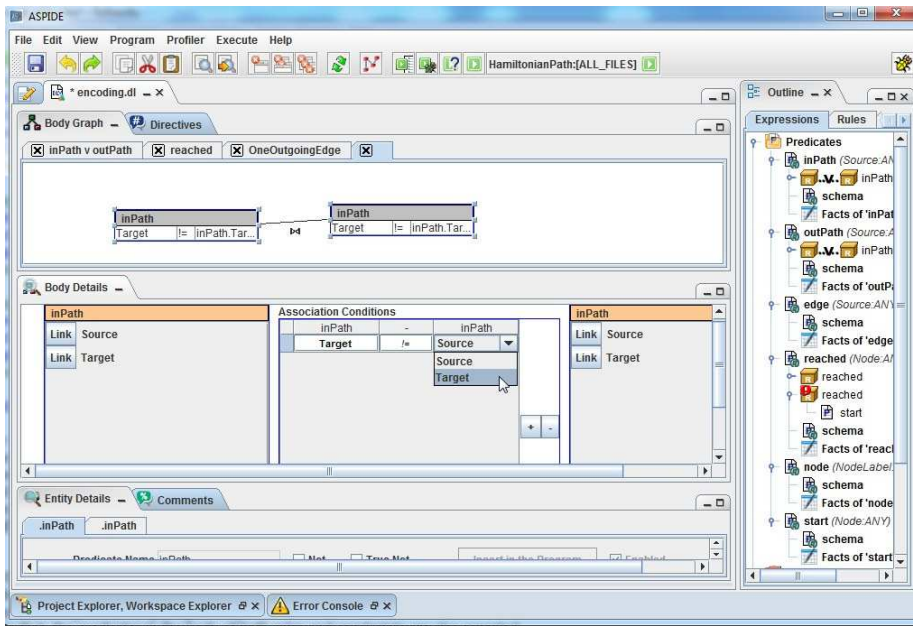 ASPIDE
File Edit View Program Profiler Execute Help
HamiltonianPath:[ALL_FILES]
* encoding.dl
Body Graph Directives
inPath v outPath reached OneOutgoingEdge
inPath
Target != inPath.Tar...
inPath
Target != inPath.Tar...
Body Details
inPath
Link Source
Link Target
Association Conditions
inPath - inPath
Target != Source
Source
Target
+ -
inPath
Link Source
Link Target
Entity Details Comments
.inPath .inPath
Predicate Name inPath Not True Not Insert in the Program Enabled
Outline
Expressions Rules
Predicates
inPath (Source:AN
..v.. inPath
schema
Facts of 'inPat
outPath (Source:A
..v.. inPath
schema
Facts of 'outPa
edge (Source:ANY
schema
Facts of 'edge
reached (Node:AN
reached
reached
start
schema
Facts of 'reacl
node (NodeLabel:
schema
Facts of 'node
start (Node:ANY)
schema
Facts of 'start
Project Explorer, Workspace Explorer Error Console